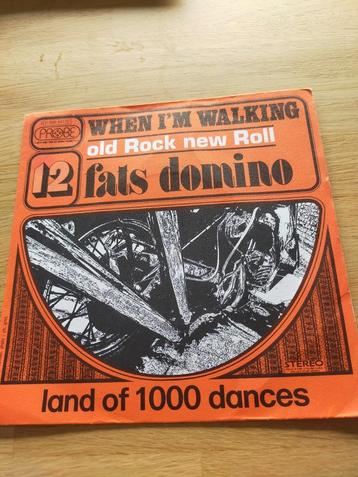 PROBE
WHEN I'M WALKING
old Rock new Roll
12 fats domino
STEREO
land of 1000 dances